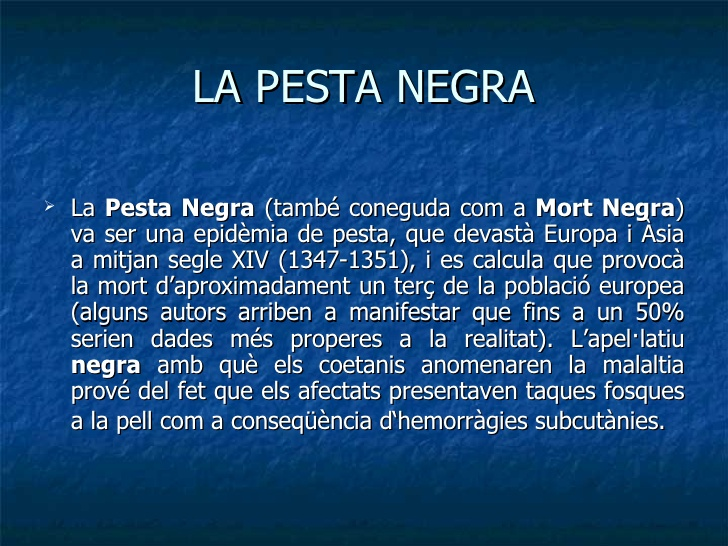 LA PESTA NEGRA
La Pesta Negra (també coneguda com a Mort Negra)
va ser una epidèmia de pesta, que devastà Europa i Àsia
a mitjan segle XIV (1347-1351), i es calcula que provocà
la mort d’aproximadament un terç de la població europea
(alguns autors arriben a manifestar que fins a un 50%
serien dades més properes a la realitat). L’apel·latiu
negra amb què els coetanis anomenaren la malaltia
prové del fet que els afectats presentaven taques fosques
a la pell com a conseqüència d‘hemorràgies subcutànies.